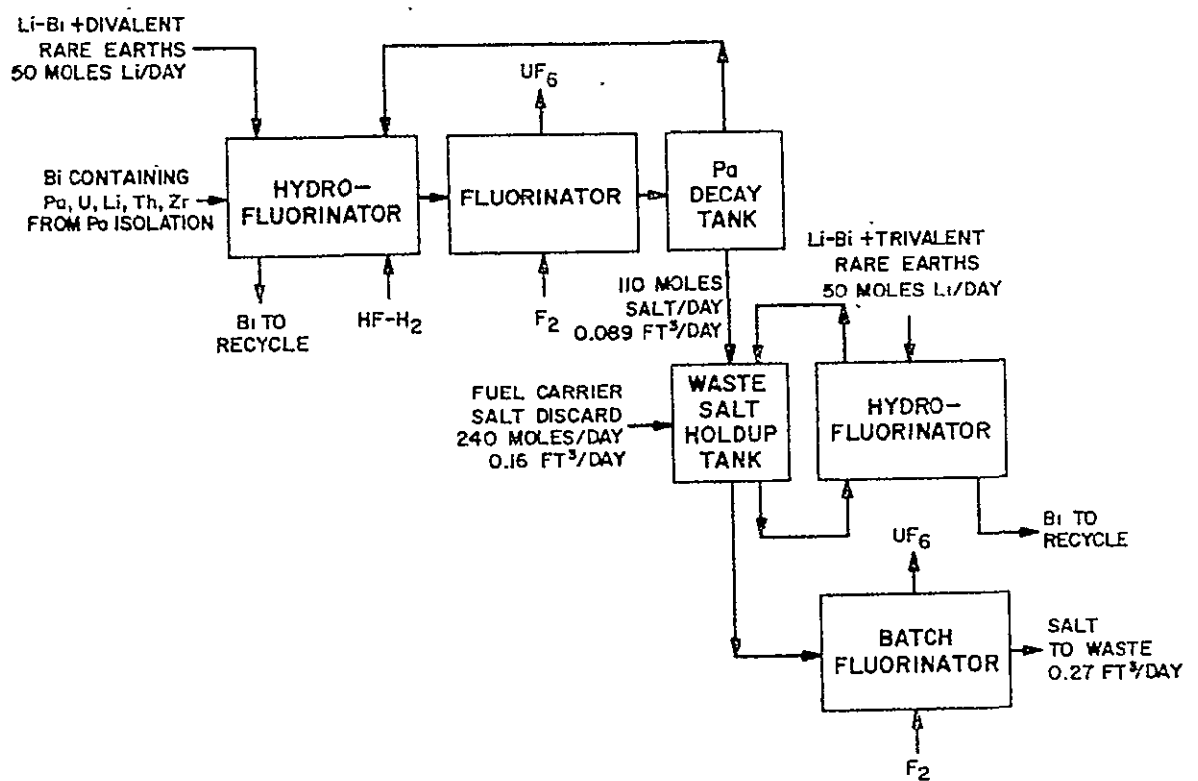 Li-Bi +DIVALENT
RARE EARTHS
50 MOLES Li/DAY
Bi CONTAINING
Pa, U, Li, Th, Zr
FROM Pa ISOLATION
HYDRO-
FLUORINATOR
Bi TO
RECYCLE
HF-H2
UF6
FLUORINATOR
F2
Pa
DECAY
TANK
110 MOLES
SALT/DAY
0.089 FT³/DAY
Li-Bi +TRIVALENT
RARE EARTHS
50 MOLES Li/DAY
FUEL CARRIER
SALT DISCARD
240 MOLES/DAY
0.16 FT³/DAY
WASTE
SALT
HOLDUP
TANK
HYDRO-
FLUORINATOR
Bi TO
RECYCLE
UF6
BATCH
FLUORINATOR
SALT
TO WASTE
0.27 FT³/DAY
F2